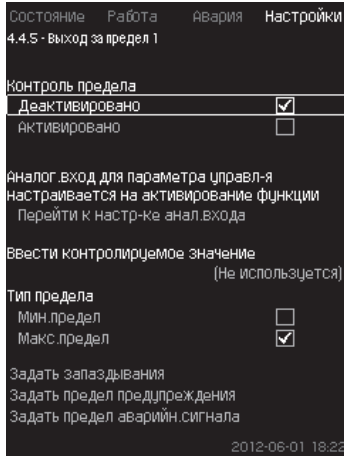 Состояние Работа Авария Настройки
4.4.5 - Выход за предел 1
Контроль предела
Деактивировано
Активировано
Аналог.вход для параметра управл-я
настраивается на активирование функции
Перейти к настр-ке анал.входа
Ввести контролируемое значение
(Не используется)
Тип предела
Мин.предел
Макс.предел
Задать запаздывания
Задать предел предупреждения
Задать предел аварийн.сигнала
2012-06-01 18:22